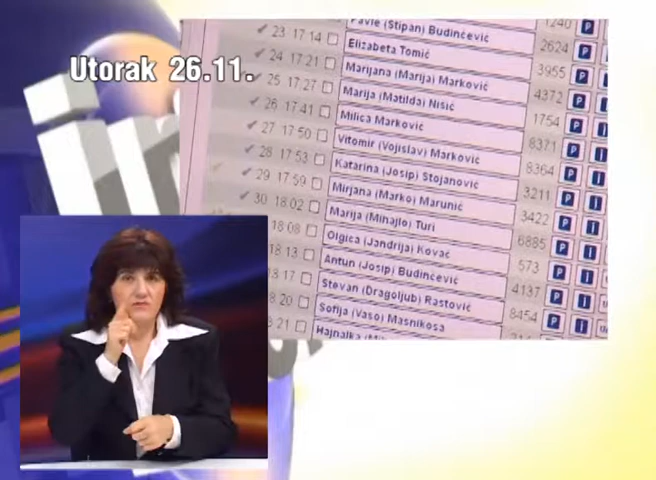 Utorak 26.11.
Pavle (Stipan) Budinčević 1240 P
23 17 14 Elizabeta Tomić 2624 P
24 17 21 Marijana (Marija) Marković 3955 P
25 17 27 Marija (Matilda) Nišić 4372 P
26 17 41 Milica Marković 1754 P
27 17 50 Vitomir (Vojislav) Marković 8371 P
28 17 53 Katarina (Josip) Stojanović 8364 P
29 17 59 Mirjana (Marko) Marunić 3211 P
30 18 02 Marija (Mihajlo) Turi 3422 P
18 08 Olgica (Jandrija) Kovač 6885 P
18 13 Antun (Josip) Budinčević 573 P
17 Stevan (Dragoljub) Rastović 4137 P
20 Sofija (Vaso) Masnikosa 8454 P
21 Hajnalka